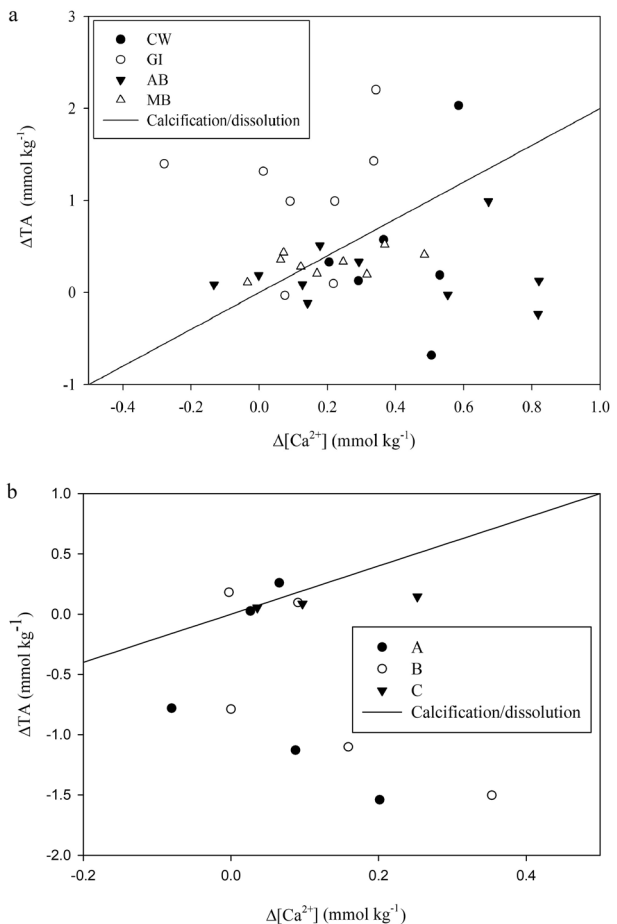 a
3
2
1
0
-1
CW
GI
AB
MB
Calcification/dissolution
ΔTA (mmol kg⁻¹)
-0.4 -0.2 0.0 0.2 0.4 0.6 0.8 1.0
Δ[Ca²⁺] (mmol kg⁻¹)
b
1.0
0.5
0.0
-0.5
-1.0
-1.5
-2.0
A
B
C
Calcification/dissolution
ΔTA (mmol kg⁻¹)
-0.2 0.0 0.2 0.4
Δ[Ca²⁺] (mmol kg⁻¹)